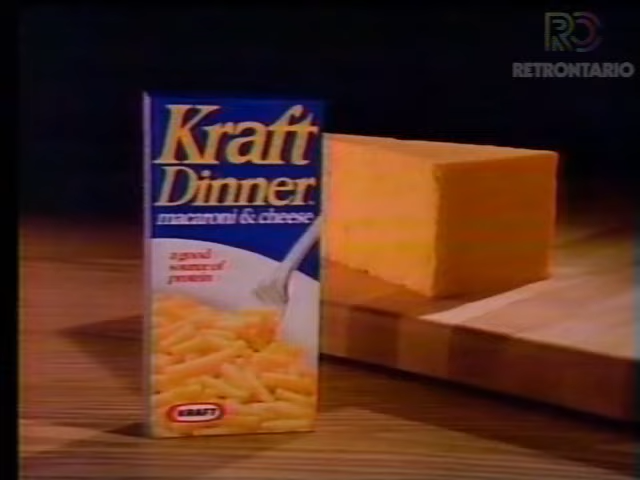 RETRONTARIO
Kraft
Dinner
macaroni & cheese
a good
source of
protein
KRAFT